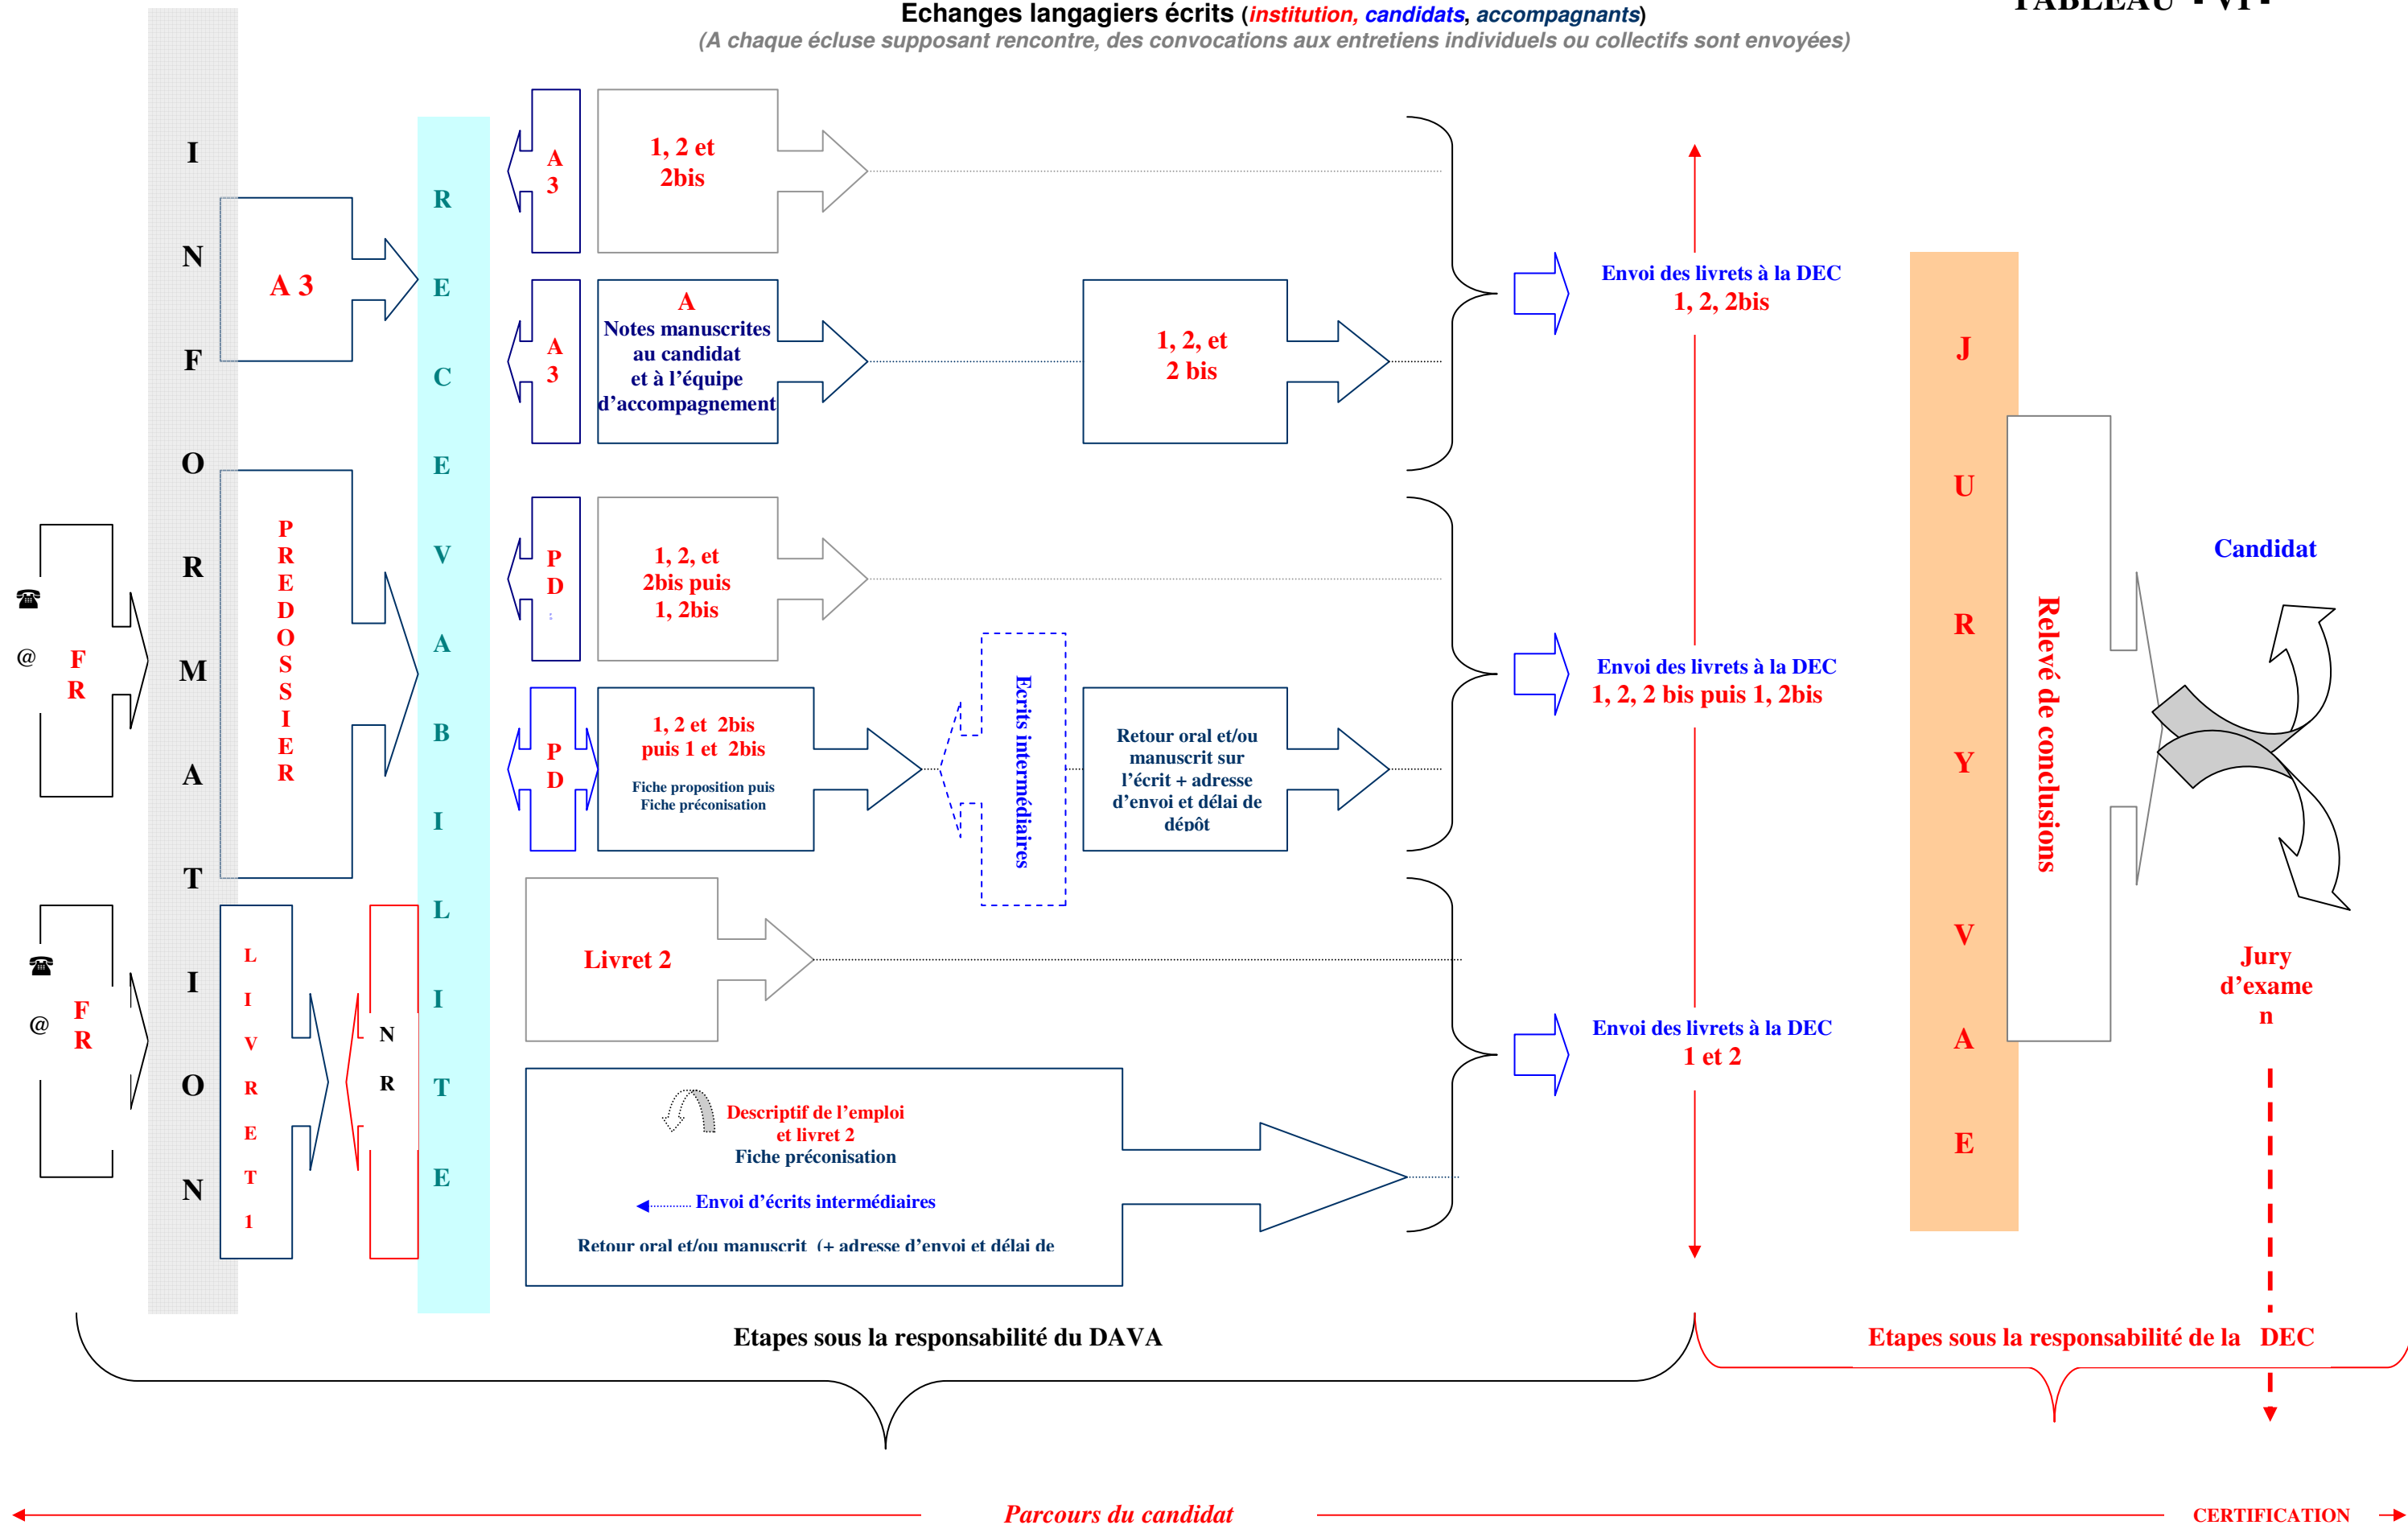 TABLEAU - VI -
Echanges langagiers écrits (institution, candidats, accompagnants)
(A chaque écluse supposant rencontre, des convocations aux entretiens individuels ou collectifs sont envoyées)
☎
@
F
R
☎
@
F
R
INFORMATION
A 3
PREDOSSIER
LIVRET 1
N
R
RECEVABILITE
A
3
1, 2 et
2bis
A
3
A
Notes manuscrites
au candidat
et à l’équipe
d’accompagnement
1, 2, et
2 bis
P
D
:
1, 2, et
2bis puis
1, 2bis
P
D
1, 2 et 2bis
puis 1 et 2bis
Fiche proposition puis
Fiche préconisation
Ecrits intermédiaires
Retour oral et/ou
manuscrit sur
l’écrit + adresse
d’envoi et délai de
dépôt
Livret 2
Descriptif de l’emploi
et livret 2
Fiche préconisation
Envoi d’écrits intermédiaires
Retour oral et/ou manuscrit (+ adresse d’envoi et délai de
Envoi des livrets à la DEC
1, 2, 2bis
Envoi des livrets à la DEC
1, 2, 2 bis puis 1, 2bis
Envoi des livrets à la DEC
1 et 2
JURY VAE
Relevé de conclusions
Candidat
Jury
d’exame
n
Etapes sous la responsabilité du DAVA
Etapes sous la responsabilité de la DEC
Parcours du candidat
CERTIFICATION